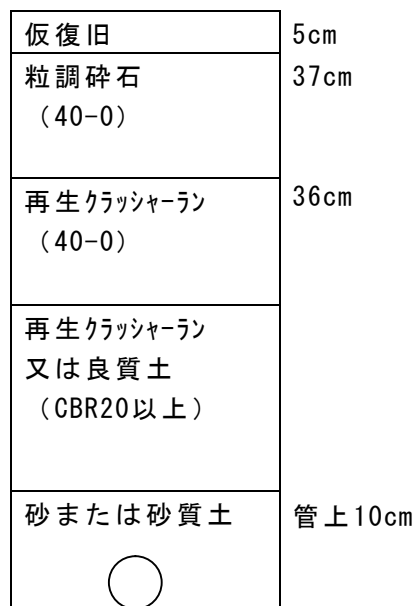 仮復旧 5cm
粒調砕石 37cm
（40-0）
再生ｸﾗｯｼｬｰﾗﾝ 36cm
（40-0）
再生ｸﾗｯｼｬｰﾗﾝ
又は良質土
（CBR20以上）
砂または砂質土 管上10cm